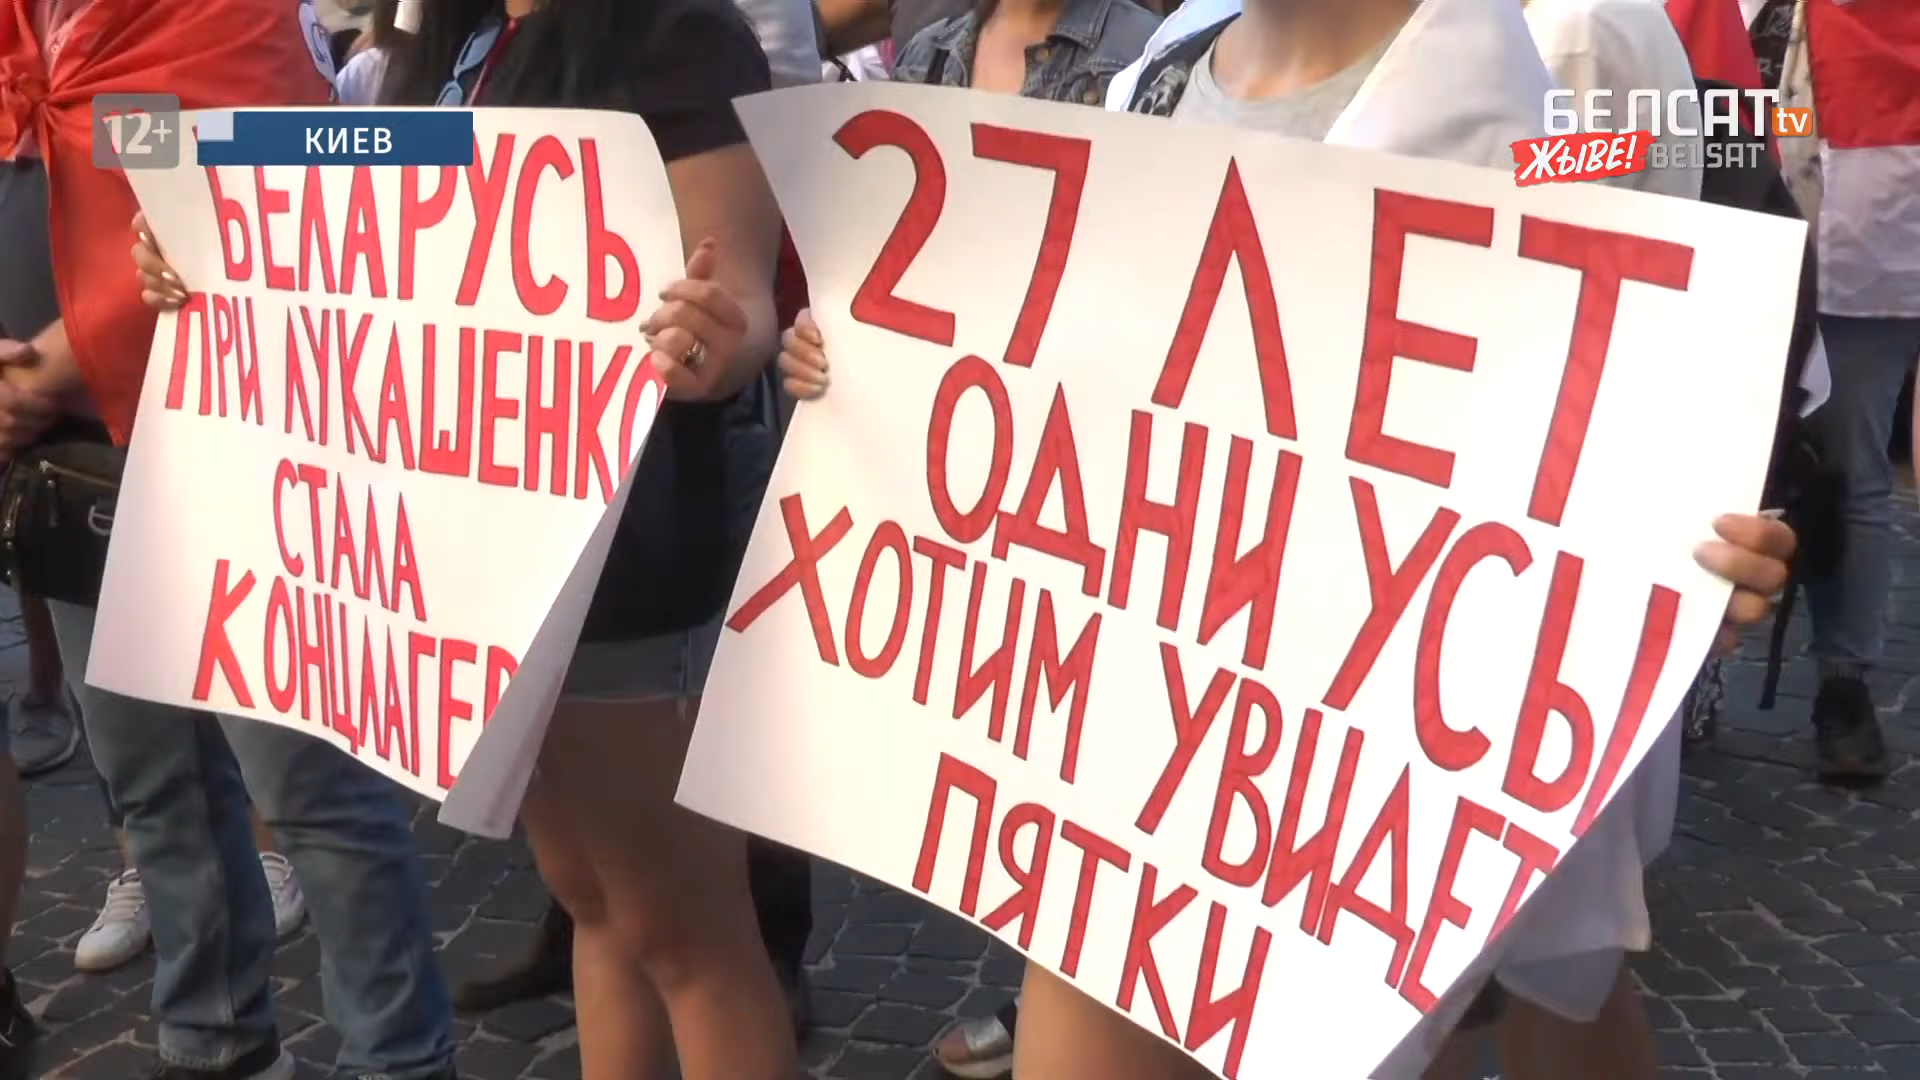 12+
КИЕВ
БЕЛСАТ tv
ЖЫВЕ! BELSAT
БЕЛАРУСЬ
ПРИ ЛУКАШЕНКО
СТАЛА
КОНЦЛАГЕР
27 ЛЕТ
ОДНИ УСЫ
ХОТИМ УВИДЕТ
ПЯТКИ